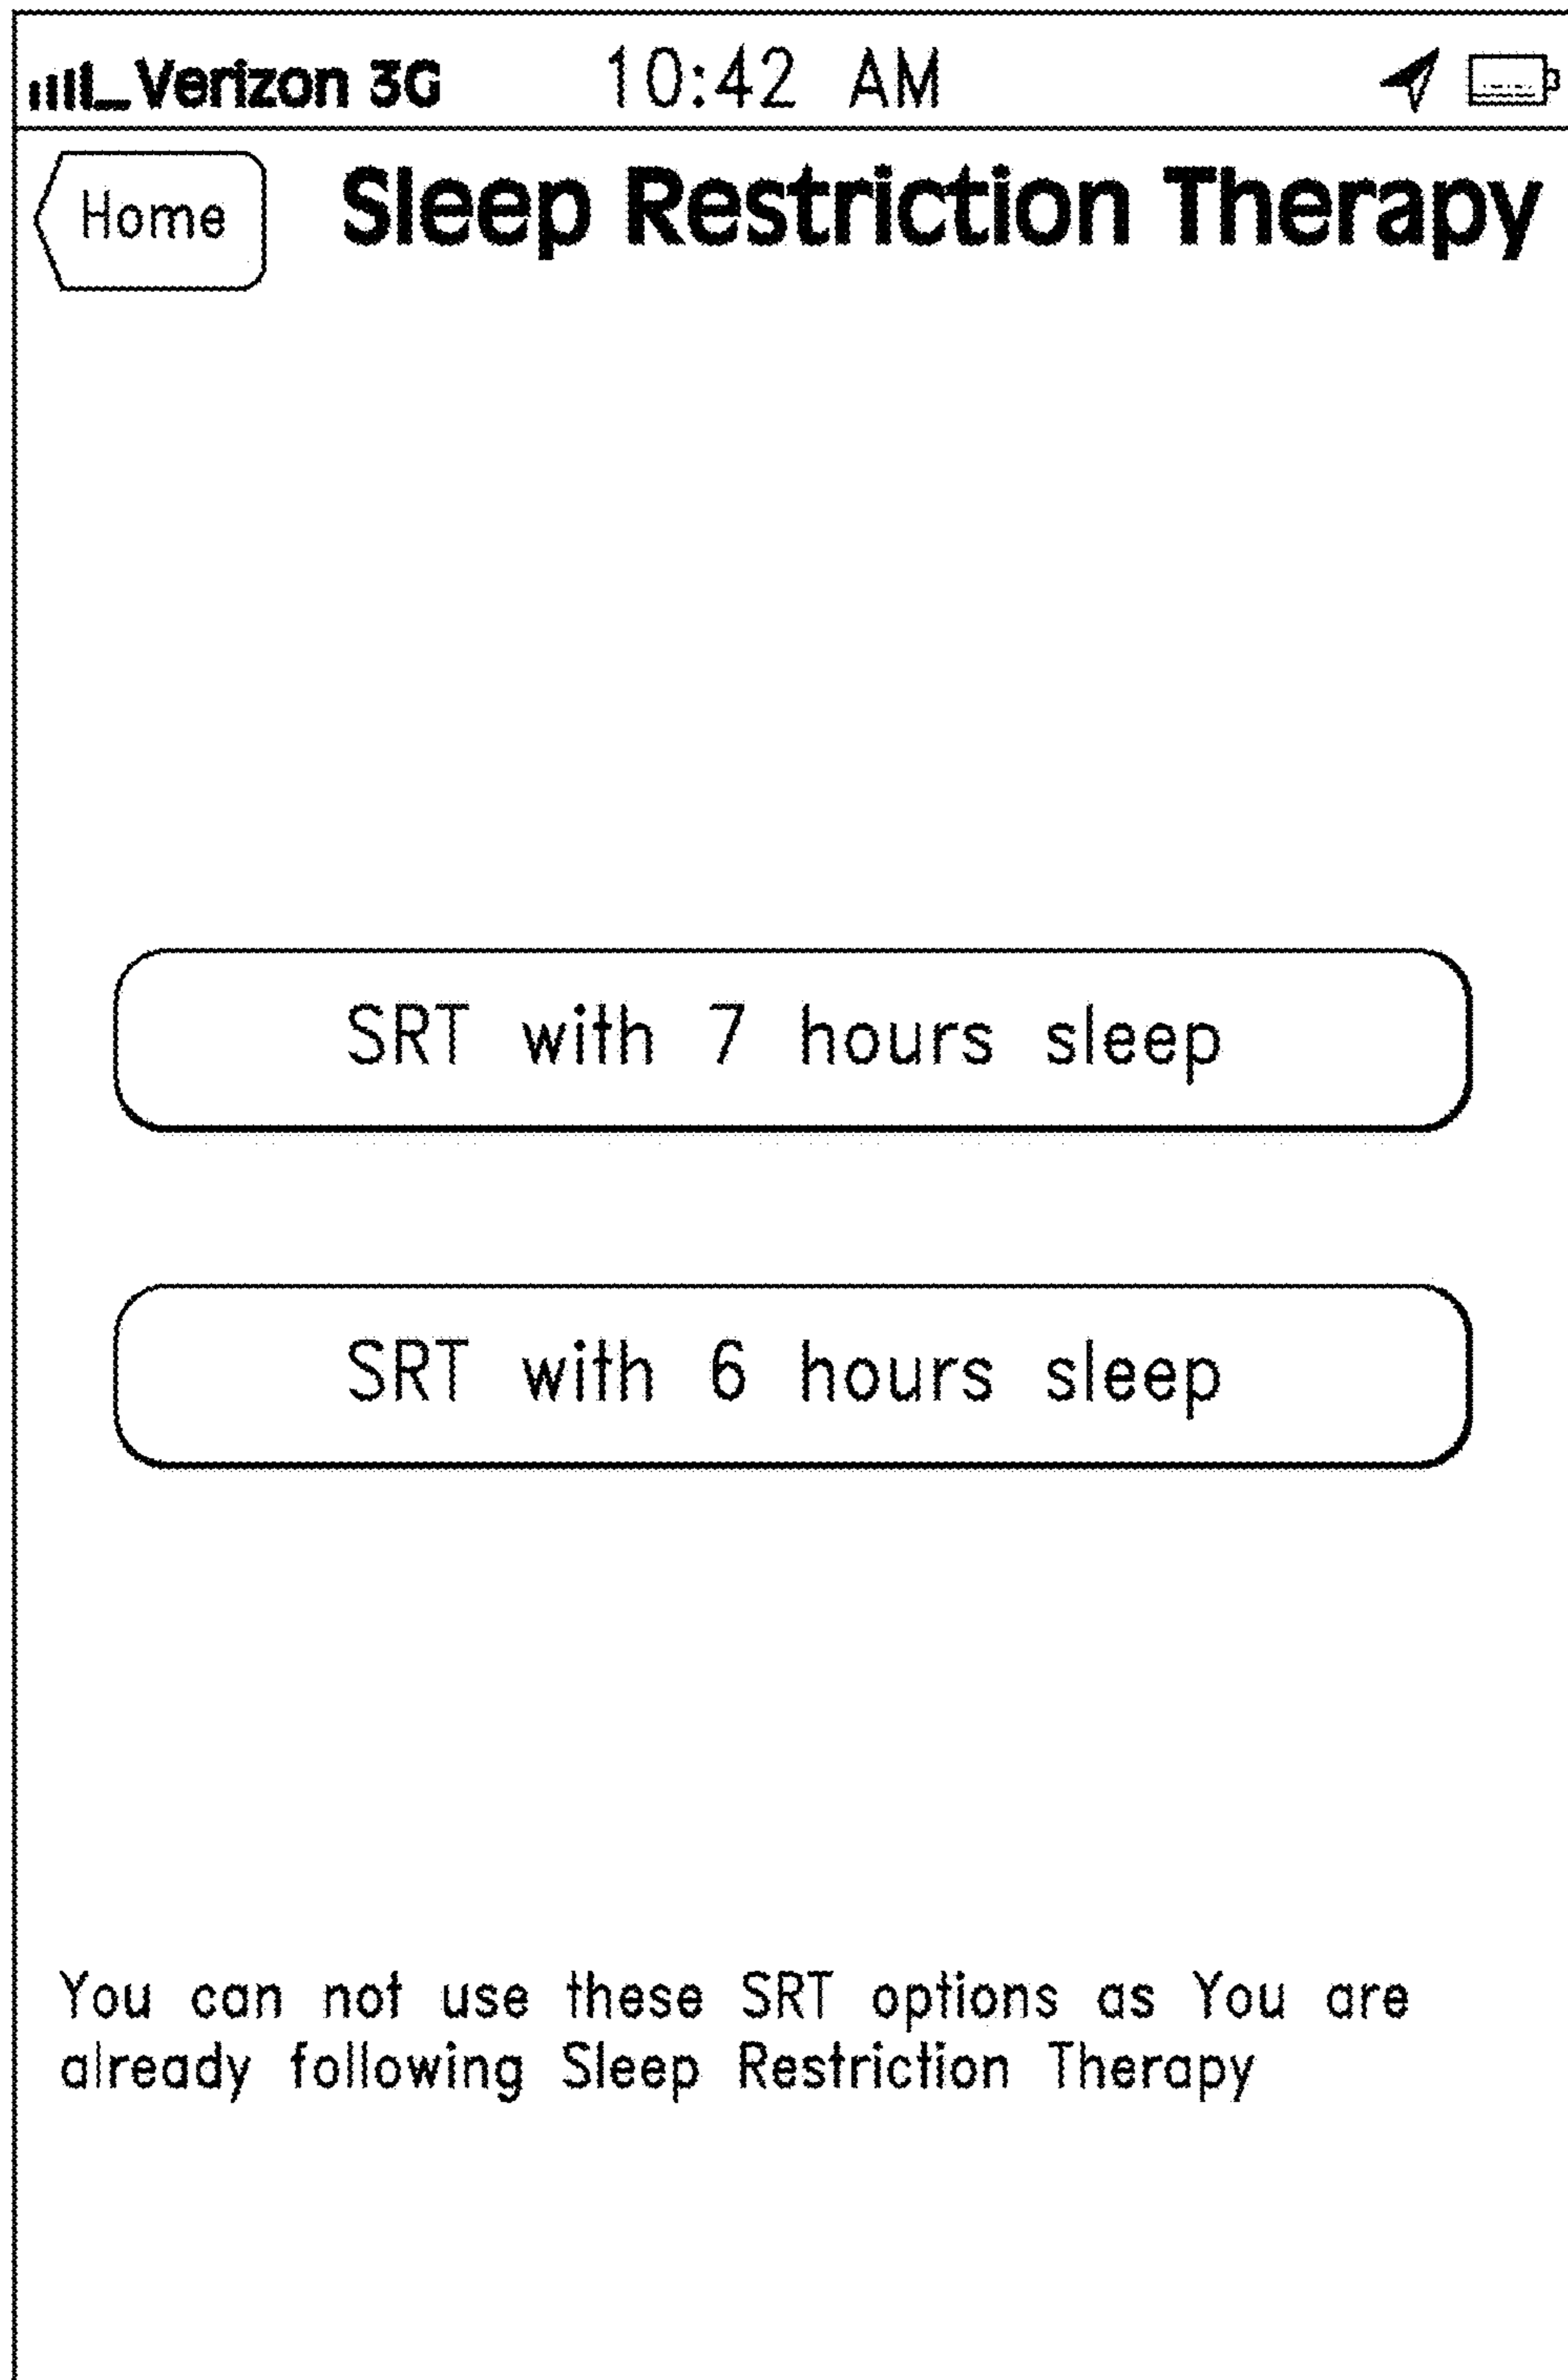 Verizon 3G 10:42 AM
Home Sleep Restriction Therapy
SRT with 7 hours sleep
SRT with 6 hours sleep
You can not use these SRT options as You are
already following Sleep Restriction Therapy